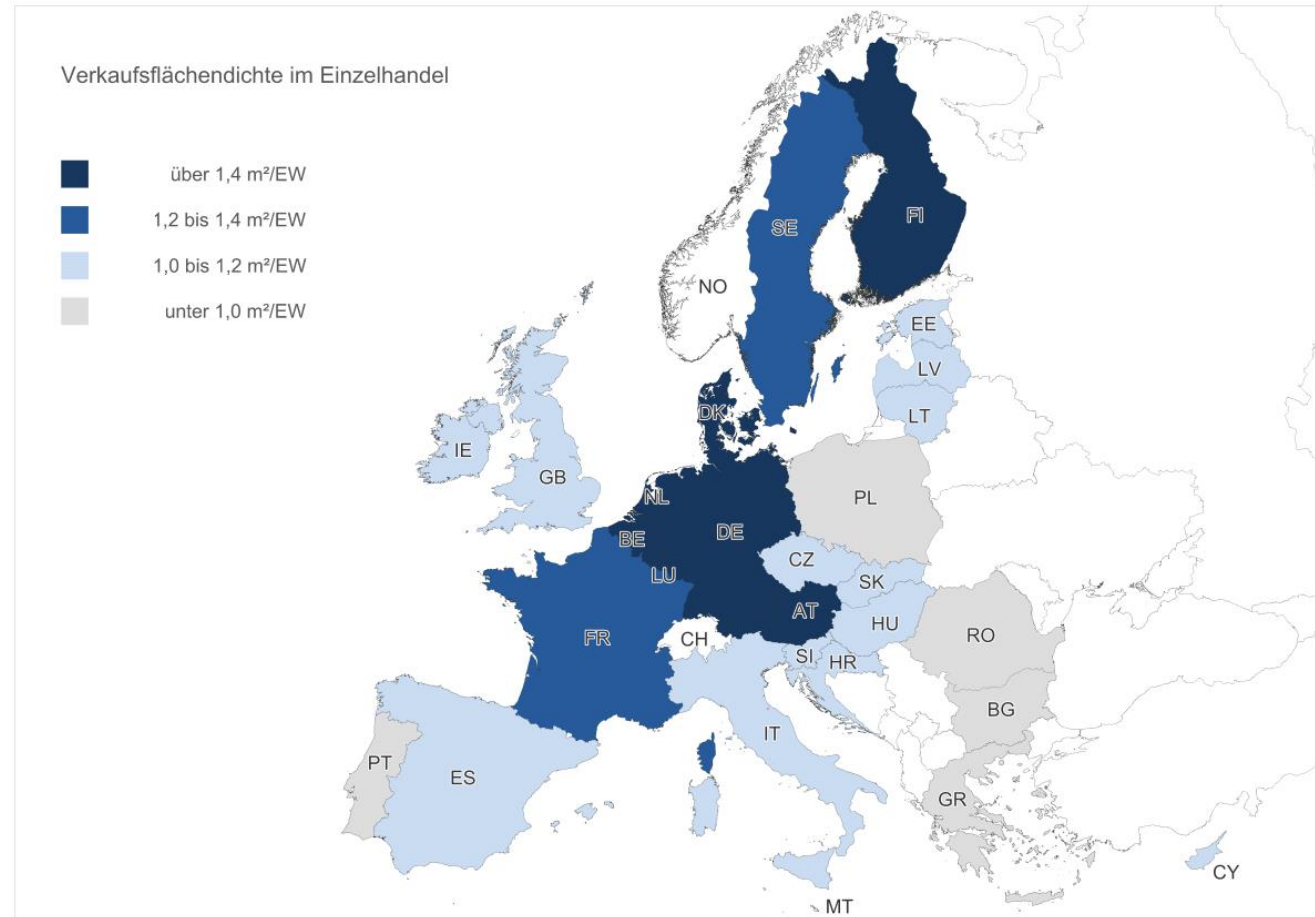 Verkaufsflächendichte im Einzelhandel
über 1,4 m²/EW
1,2 bis 1,4 m²/EW
1,0 bis 1,2 m²/EW
unter 1,0 m²/EW
FI
SE
NO
EE
LV
DK
LT
IE
GB
NL
PL
BE
DE
CZ
LU
SK
AT
HU
FR
CH
RO
SI
HR
BG
IT
PT
ES
GR
CY
MT